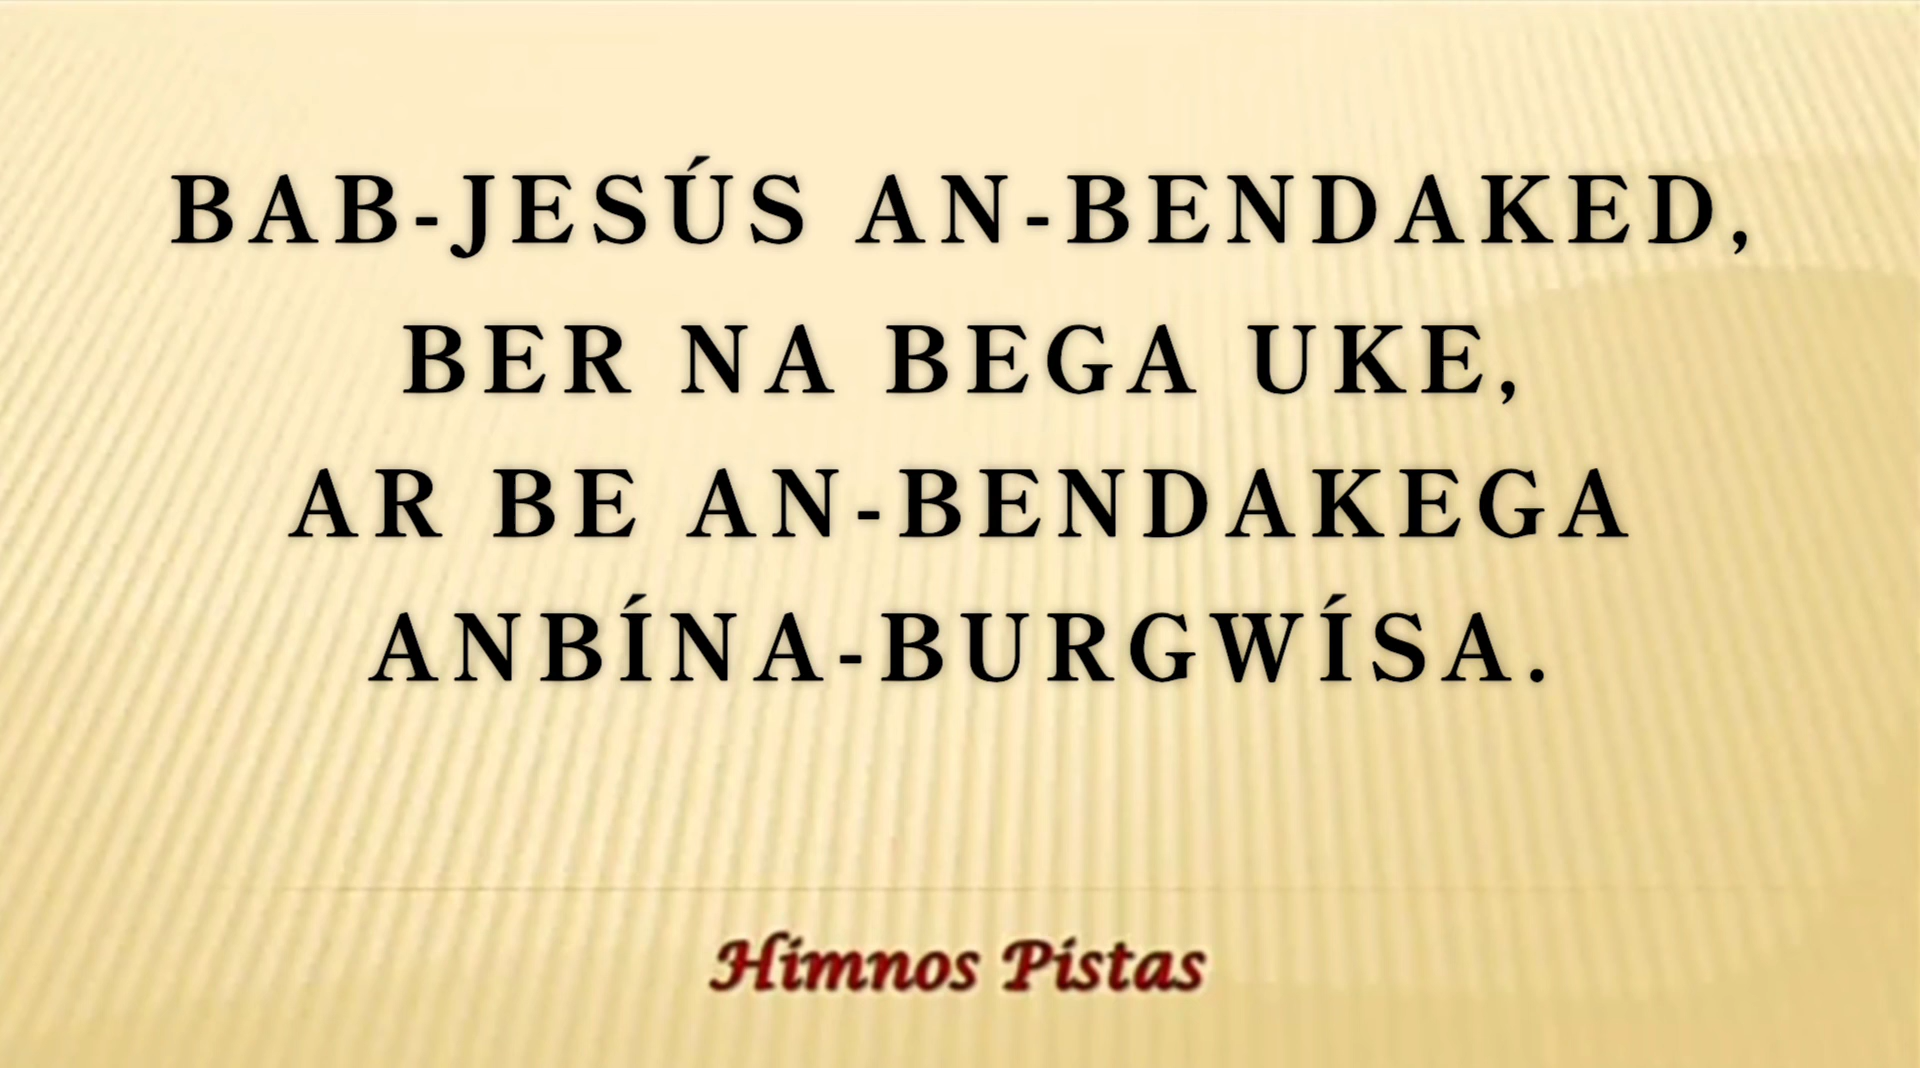 BAB-JESÚS AN-BENDAKED,
BER NA BEGA UKE,
AR BE AN-BENDAKEGA
ANBÍNA-BURGWÍSA.
Himnos Pistas